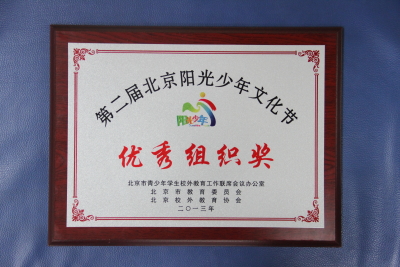 第二届北京阳光少年文化节
阳光少年
优秀组织奖
北京市青少年学生校外教育工作联席会议办公室
北京市教育委员会
北京校外教育协会
二〇一三年